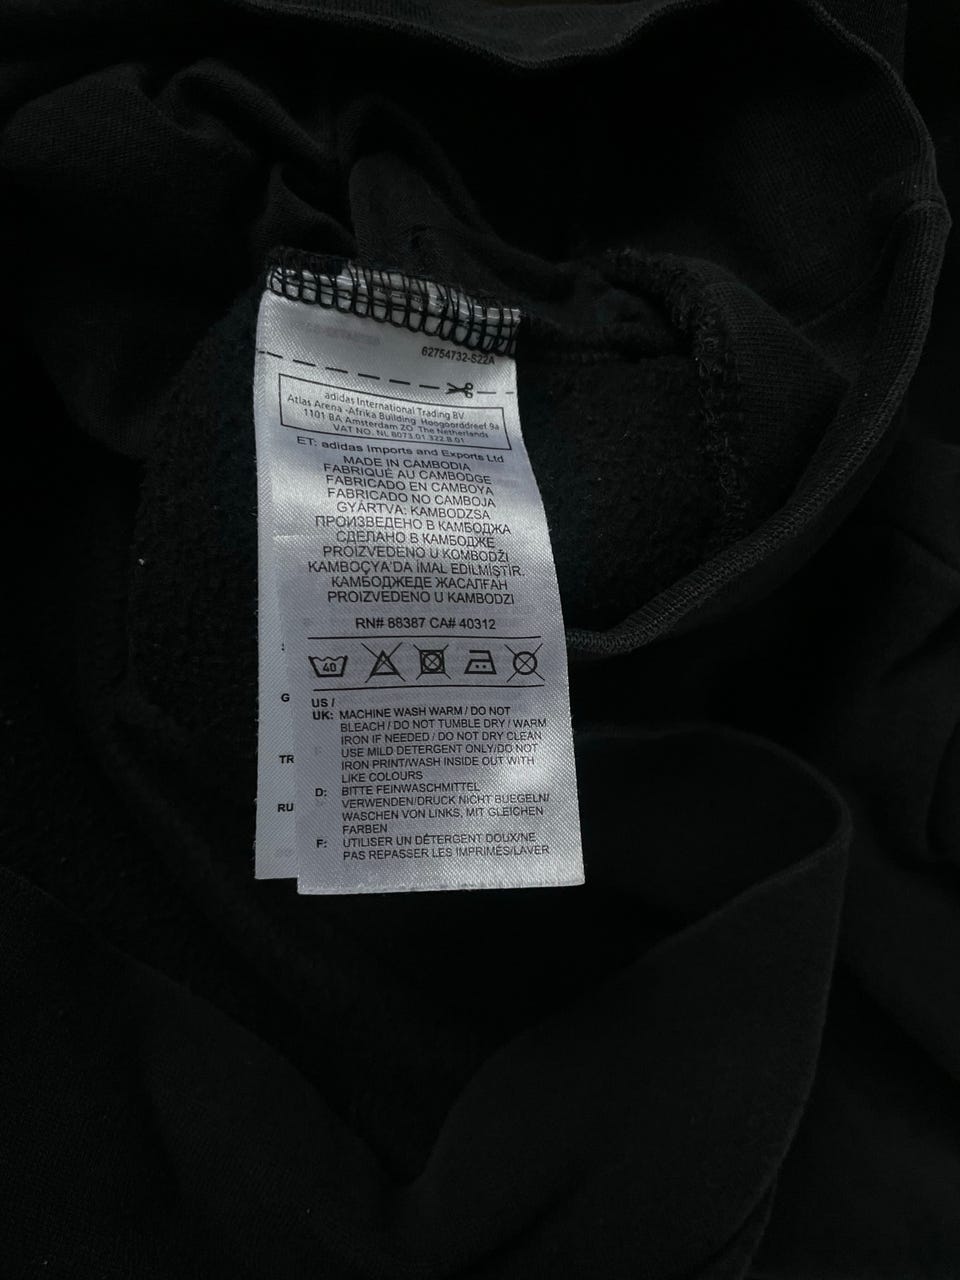 62754732-S22A
adidas International Trading BV
Atlas Arena -Afrika Building Hoogoorddreef 9a
1101 BA Amsterdam ZO The Netherlands
VAT NO. NL 8073.01.322.B.01
ET: adidas Imports and Exports Ltd
MADE IN CAMBODIA
FABRIQUÉ AU CAMBODGE
FABRICADO EN CAMBOYA
FABRICADO NO CAMBOJA
GYÁRTVA: KAMBODZSA
ПРОИЗВЕДЕНО В КАМБОДЖА
СДЕЛАНО В КАМБОДЖЕ
PROIZVEDENO U KOMBODŽI
KAMBOÇYA'DA İMAL EDİLMİŞTİR.
КАМБОДЖЕДЕ ЖАСАЛҒАН
PROIZVEDENO U KAMBODZI
RN# 88387 CA# 40312
40
US /
UK: MACHINE WASH WARM / DO NOT
BLEACH / DO NOT TUMBLE DRY / WARM
IRON IF NEEDED / DO NOT DRY CLEAN
USE MILD DETERGENT ONLY/DO NOT
IRON PRINT/WASH INSIDE OUT WITH
LIKE COLOURS
D: BITTE FEINWASCHMITTEL
VERWENDEN/DRUCK NICHT BUEGELN/
WASCHEN VON LINKS, MIT GLEICHEN
FARBEN
F: UTILISER UN DÉTERGENT DOUX/NE
PAS REPASSER LES IMPRIMÉS/LAVER
G
TR
RU